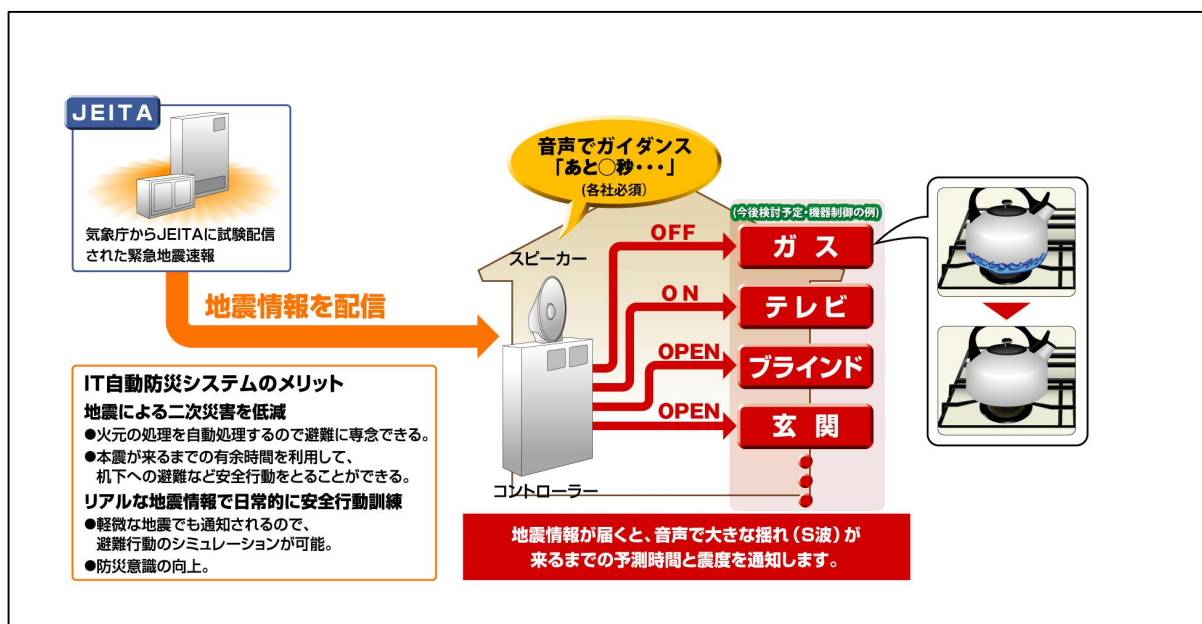 JEITA
気象庁からJEITAに試験配信
された緊急地震速報
地震情報を配信
音声でガイダンス
「あと○秒・・・」
(各社必須)
スピーカー
コントローラー
(今後検討予定・機器制御の例)
OFF
ガス
ON
テレビ
OPEN
ブラインド
OPEN
玄関
IT自動防災システムのメリット
地震による二次災害を低減
●火元の処理を自動処理するので避難に専念できる。
●本震が来るまでの有余時間を利用して、
机下への避難など安全行動をとることができる。
リアルな地震情報で日常的に安全行動訓練
●軽微な地震でも通知されるので、
避難行動のシミュレーションが可能。
●防災意識の向上。
地震情報が届くと、音声で大きな揺れ(S波)が
来るまでの予測時間と震度を通知します。